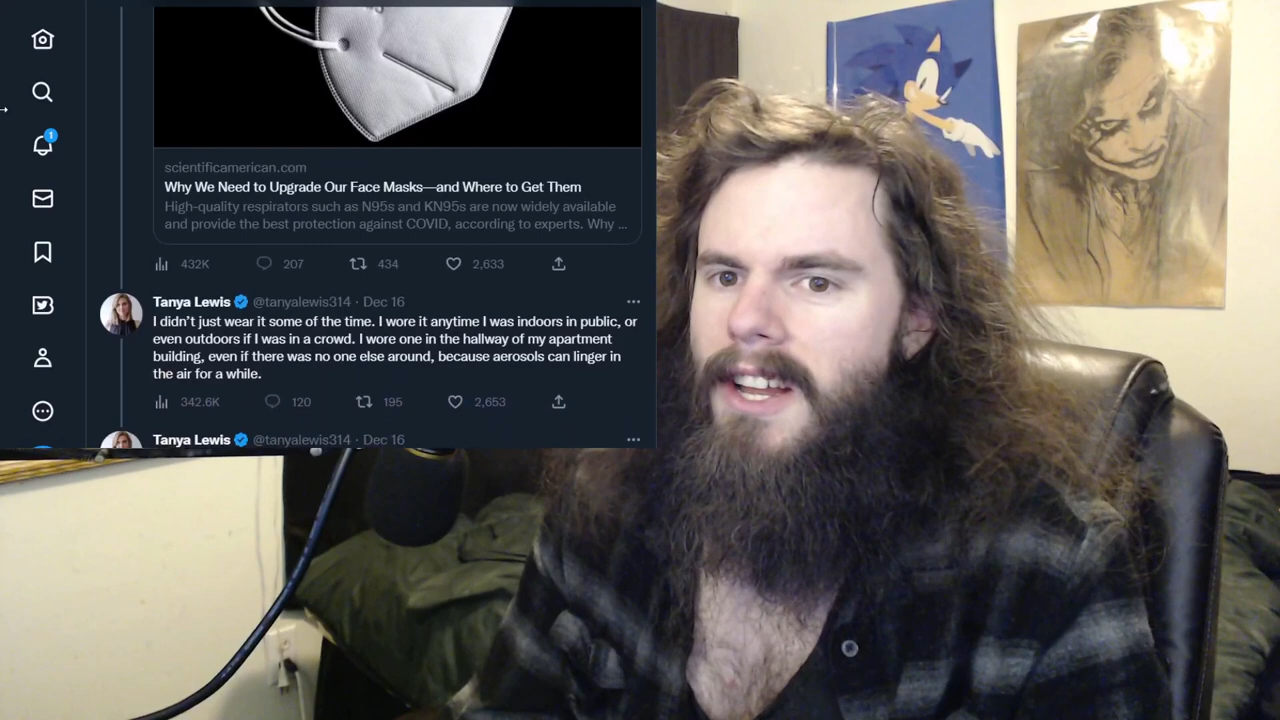 scientificamerican.com
Why We Need to Upgrade Our Face Masks—and Where to Get Them
High-quality respirators such as N95s and KN95s are now widely available
and provide the best protection against COVID, according to experts. Why ...
432K 207 434 2,633
1
Tanya Lewis @tanyalewis314 · Dec 16
I didn't just wear it some of the time. I wore it anytime I was indoors in public, or
even outdoors if I was in a crowd. I wore one in the hallway of my apartment
building, even if there was no one else around, because aerosols can linger in
the air for a while.
342.6K 120 195 2,653
Tanya Lewis @tanyalewis314 · Dec 16